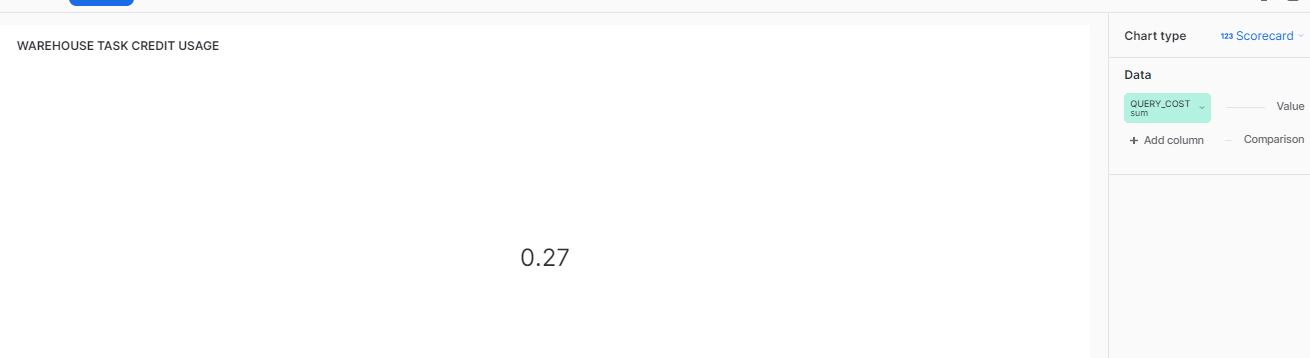 WAREHOUSE TASK CREDIT USAGE
0.27
Chart type 123 Scorecard
Data
QUERY_COST
sum
Value
+ Add column
Comparison